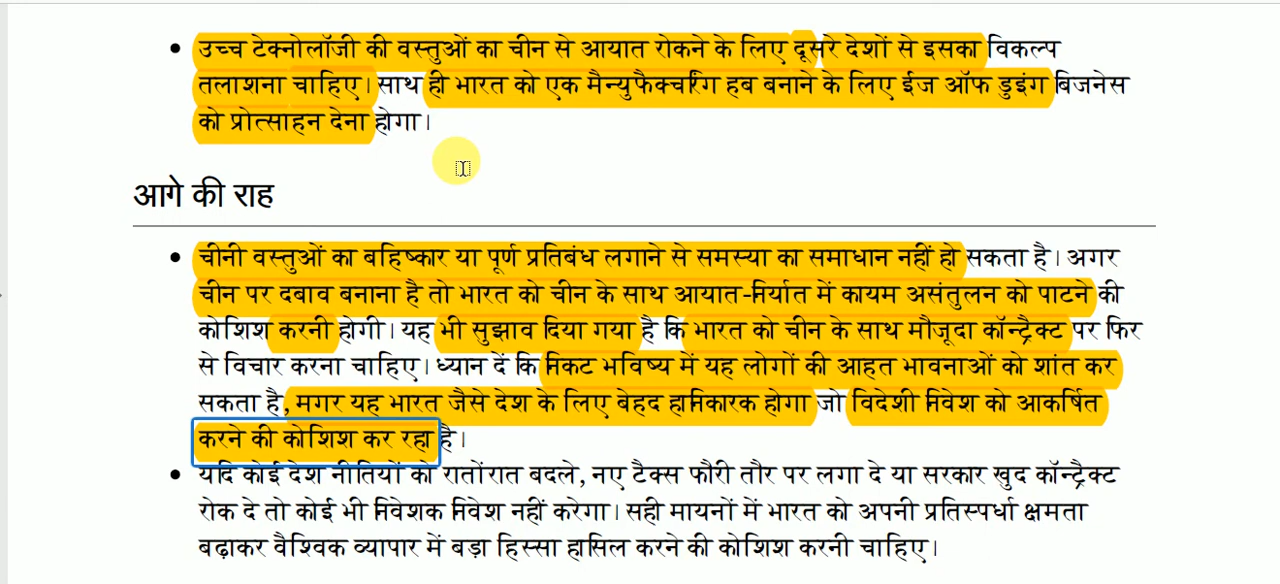 उच्च टेक्नोलॉजी की वस्तुओं का चीन से आयात रोकने के लिए दूसरे देशों से इसका विकल्प
तलाशना चाहिए। साथ ही भारत को एक मैन्युफैक्चरिंग हब बनाने के लिए ईज ऑफ डुइंग बिजनेस
को प्रोत्साहन देना होगा।
आगे की राह
चीनी वस्तुओं का बहिष्कार या पूर्ण प्रतिबंध लगाने से समस्या का समाधान नहीं हो सकता है। अगर
चीन पर दबाव बनाना है तो भारत को चीन के साथ आयात-निर्यात में कायम असंतुलन को पाटने की
कोशिश करनी होगी। यह भी सुझाव दिया गया है कि भारत को चीन के साथ मौजूदा कॉन्ट्रैक्ट पर फिर
से विचार करना चाहिए। ध्यान दें कि निकट भविष्य में यह लोगों की आहत भावनाओं को शांत कर
सकता है, मगर यह भारत जैसे देश के लिए बेहद हानिकारक होगा जो विदेशी निवेश को आकर्षित
करने की कोशिश कर रहा है।
यदि कोई देश नीतियों को रातोंरात बदले, नए टैक्स फौरी तौर पर लगा दे या सरकार खुद कॉन्ट्रैक्ट
रोक दे तो कोई भी निवेशक निवेश नहीं करेगा। सही मायनों में भारत को अपनी प्रतिस्पर्धा क्षमता
बढ़ाकर वैश्विक व्यापार में बड़ा हिस्सा हासिल करने की कोशिश करनी चाहिए।